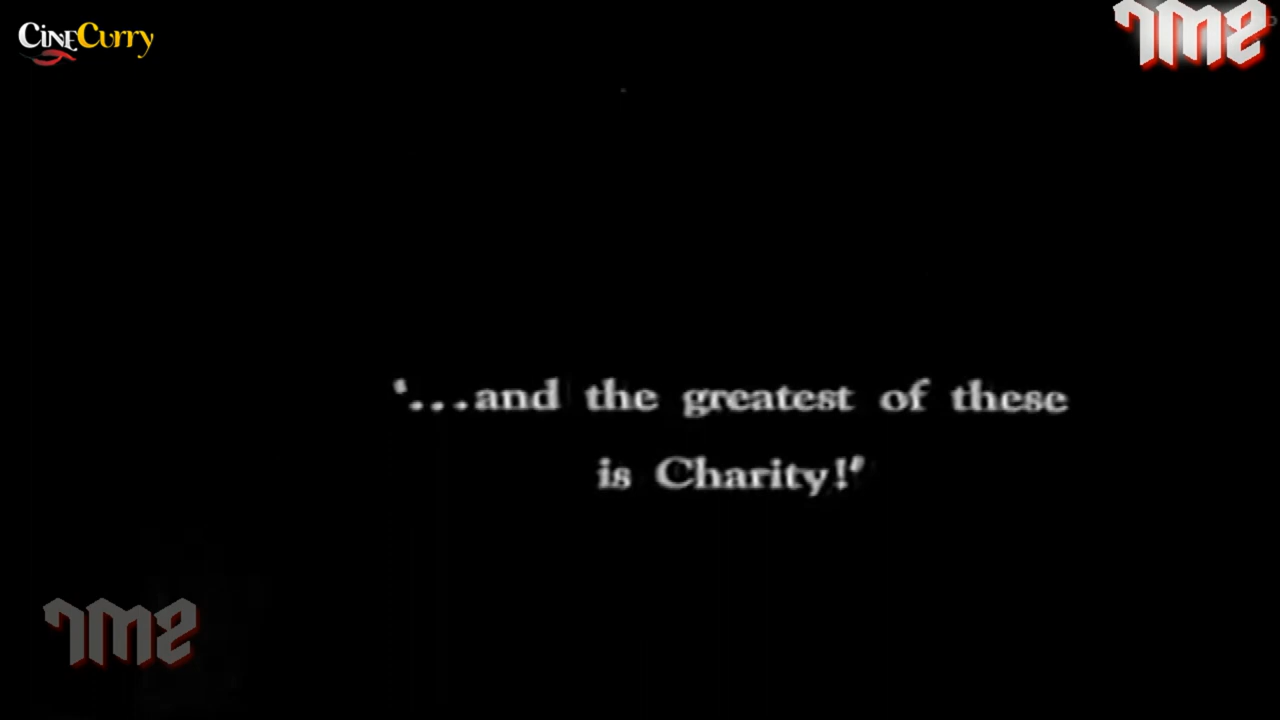 CineCurry
'...and the greatest of these
is Charity!'